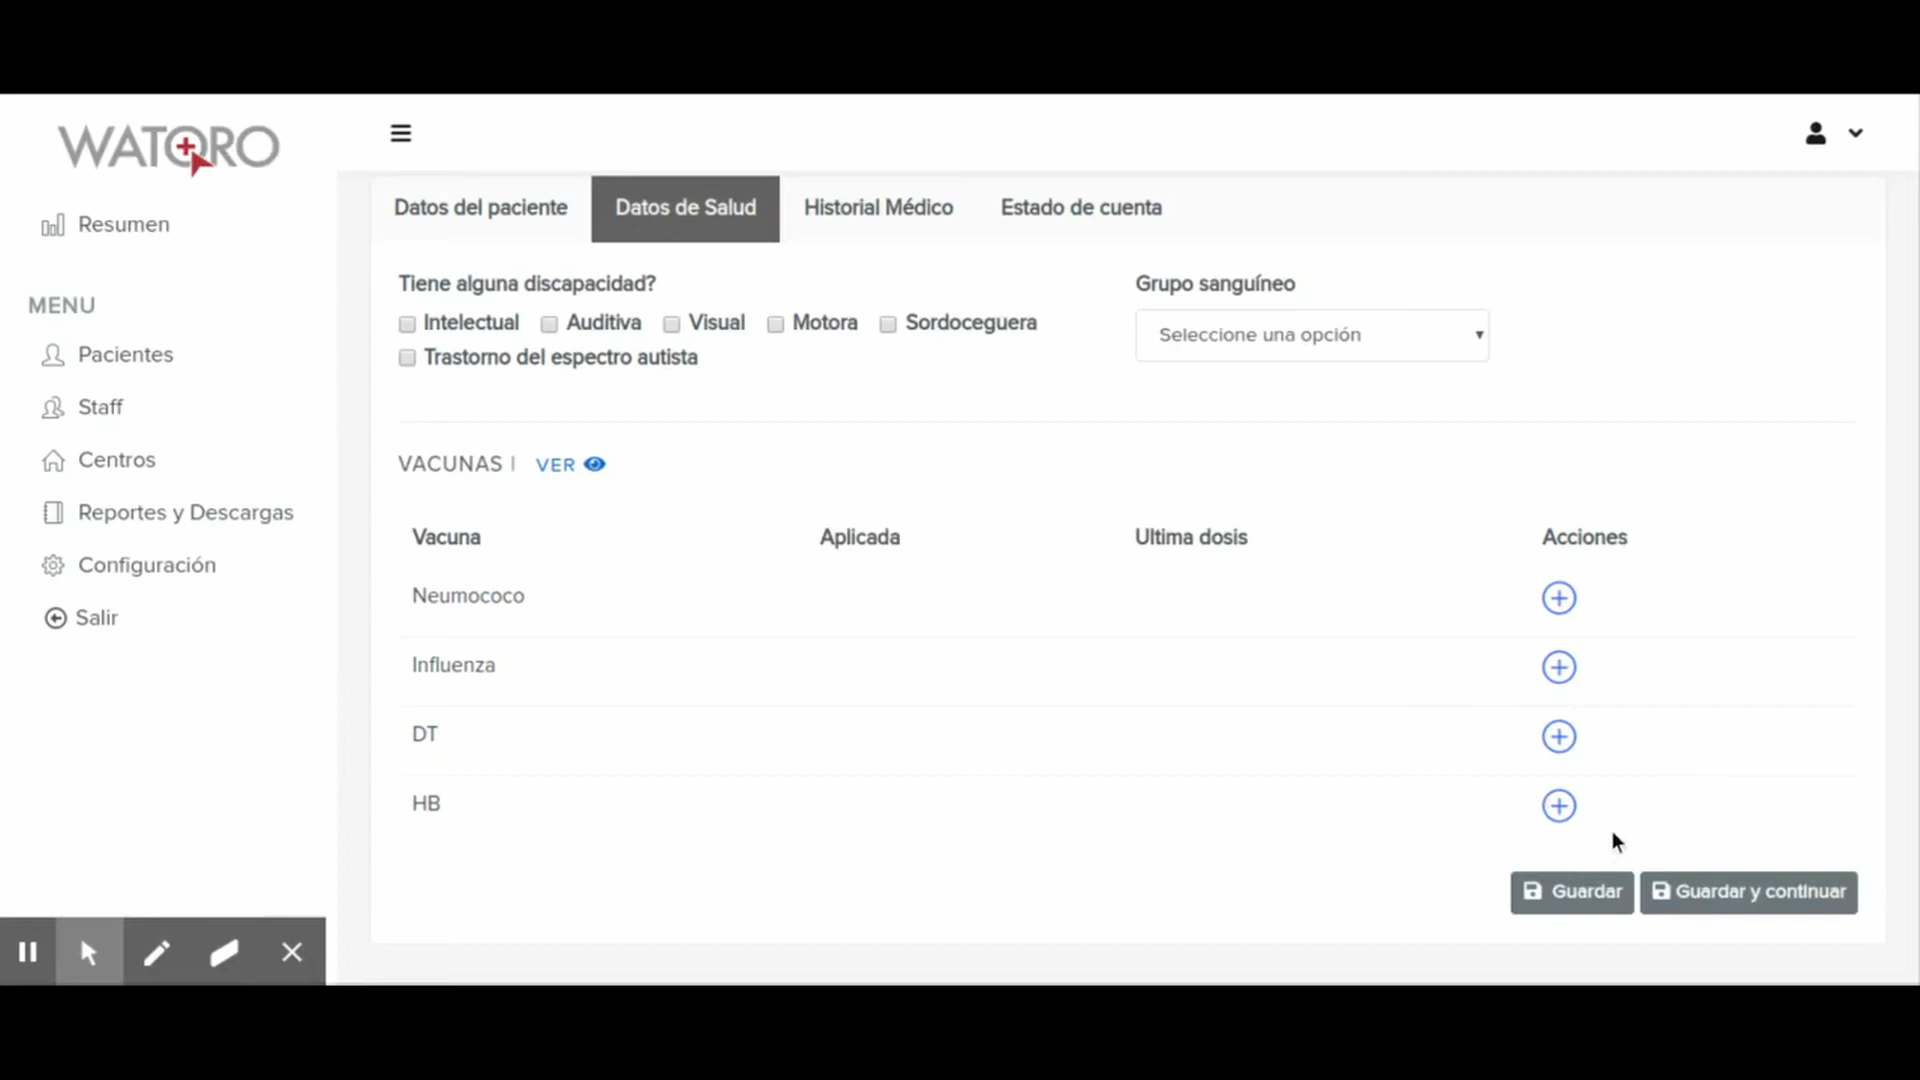 WATORO
Resumen
MENU
Pacientes
Staff
Centros
Reportes y Descargas
Configuración
Salir
Datos del paciente Datos de Salud Historial Médico Estado de cuenta
Tiene alguna discapacidad?
Intelectual Auditiva Visual Motora Sordoceguera
Trastorno del espectro autista
Grupo sanguíneo
Seleccione una opción
VACUNAS | VER
Vacuna Aplicada Ultima dosis Acciones
Neumococo
Influenza
DT
HB
Guardar Guardar y continuar